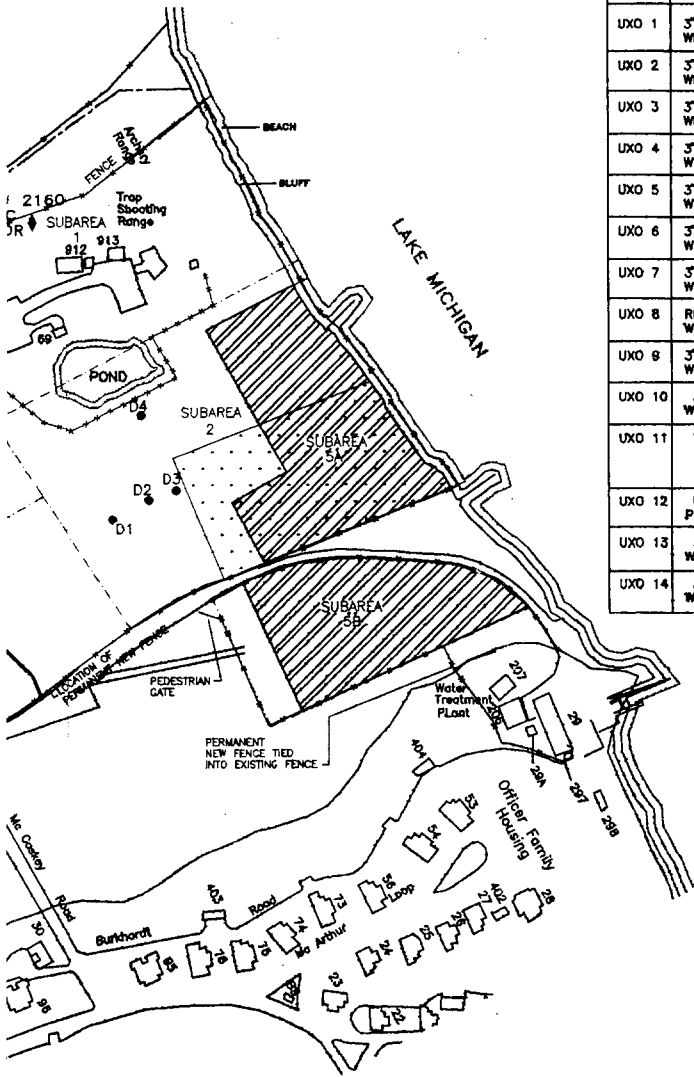 BEACH
BLUFF
LAKE MICHIGAN
Archery
Range
FENCE
2160
SUBAREA
1
Trap
Shooting
Range
912
913
69
POND
D4
SUBAREA
2
D3
D2
D1
SUBAREA
5A
SUBAREA
5B
LOCATION OF
PERMANENT NEW FENCE
PEDESTRIAN
GATE
PERMANENT
NEW FENCE TIED
INTO EXISTING FENCE
Water
Treatment
PLant
207
29
29A
297
29B
404
Officer Family
Housing
53
54
56
Loop
73
74
Mc Arthur
75
76
403
Road
Burkhardt
Mc Coskey
Road
24
25
26
27
402
28
23
22
UXO 1
UXO 2
UXO 3
UXO 4
UXO 5
UXO 6
UXO 7
UXO 8
UXO 9
UXO 10
UXO 11
UXO 12
UXO 13
UXO 14